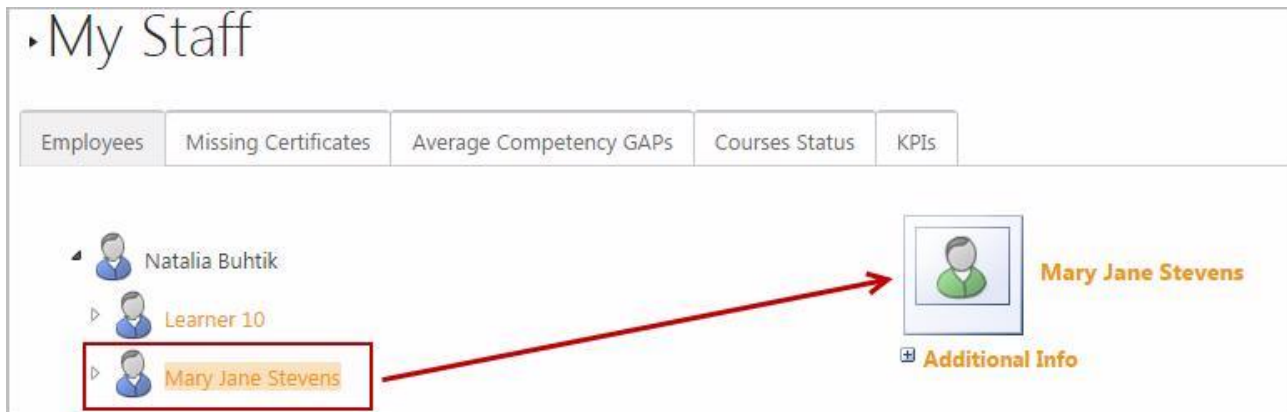 My Staff
Employees Missing Certificates Average Competency GAPs Courses Status KPIs
Natalia Buhtik
Learner 10
Mary Jane Stevens
Mary Jane Stevens
Additional Info